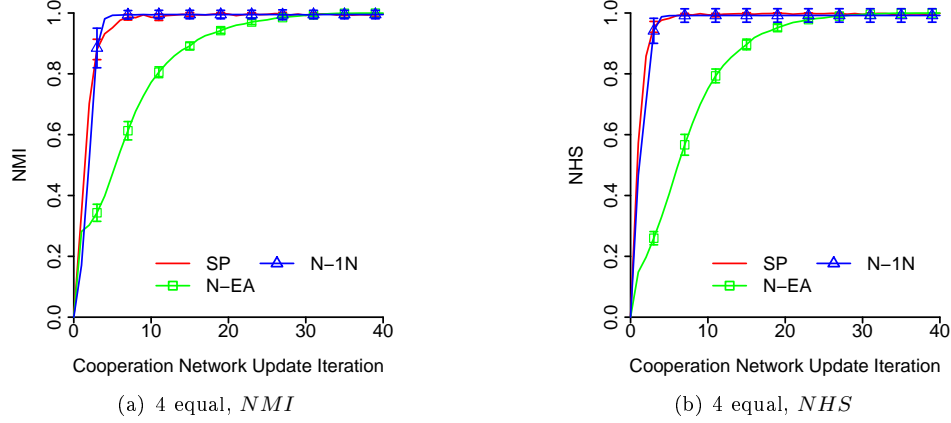 1.0
0.8
0.6
0.4
0.2
0.0
NMI
SP
N−1N
N−EA
0 10 20 30 40
Cooperation Network Update Iteration
(a) 4 equal, NMI
1.0
0.8
0.6
0.4
0.2
0.0
NHS
SP
N−1N
N−EA
0 10 20 30 40
Cooperation Network Update Iteration
(b) 4 equal, NHS